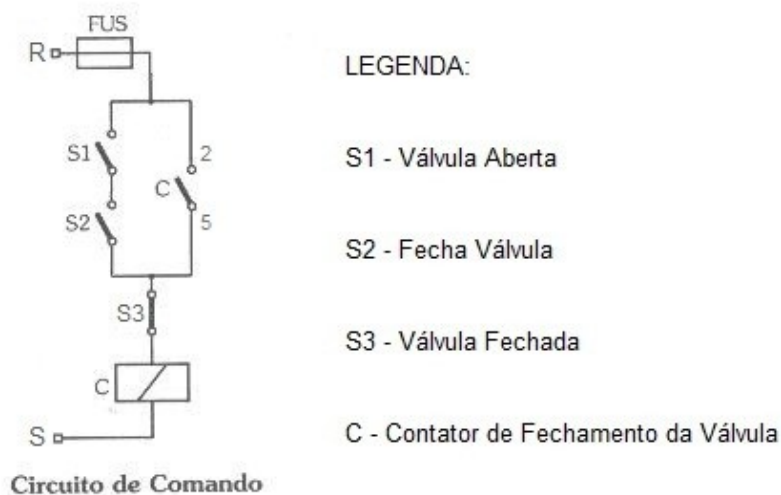 FUS
R
LEGENDA:
S1
2
S1 - Válvula Aberta
C
S2
5
S2 - Fecha Válvula
S3
S3 - Válvula Fechada
C
S
C - Contator de Fechamento da Válvula
Circuito de Comando